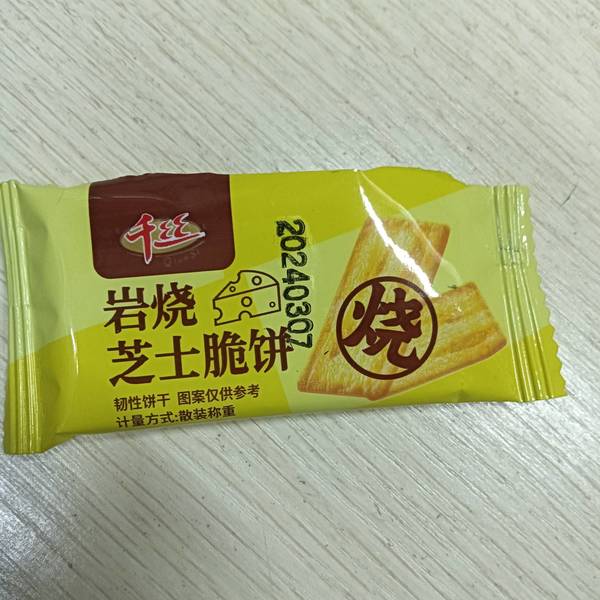 千丝
QianSi
岩烧
芝士脆饼
韧性饼干 图案仅供参考
计量方式:散装称重
20240307
烧